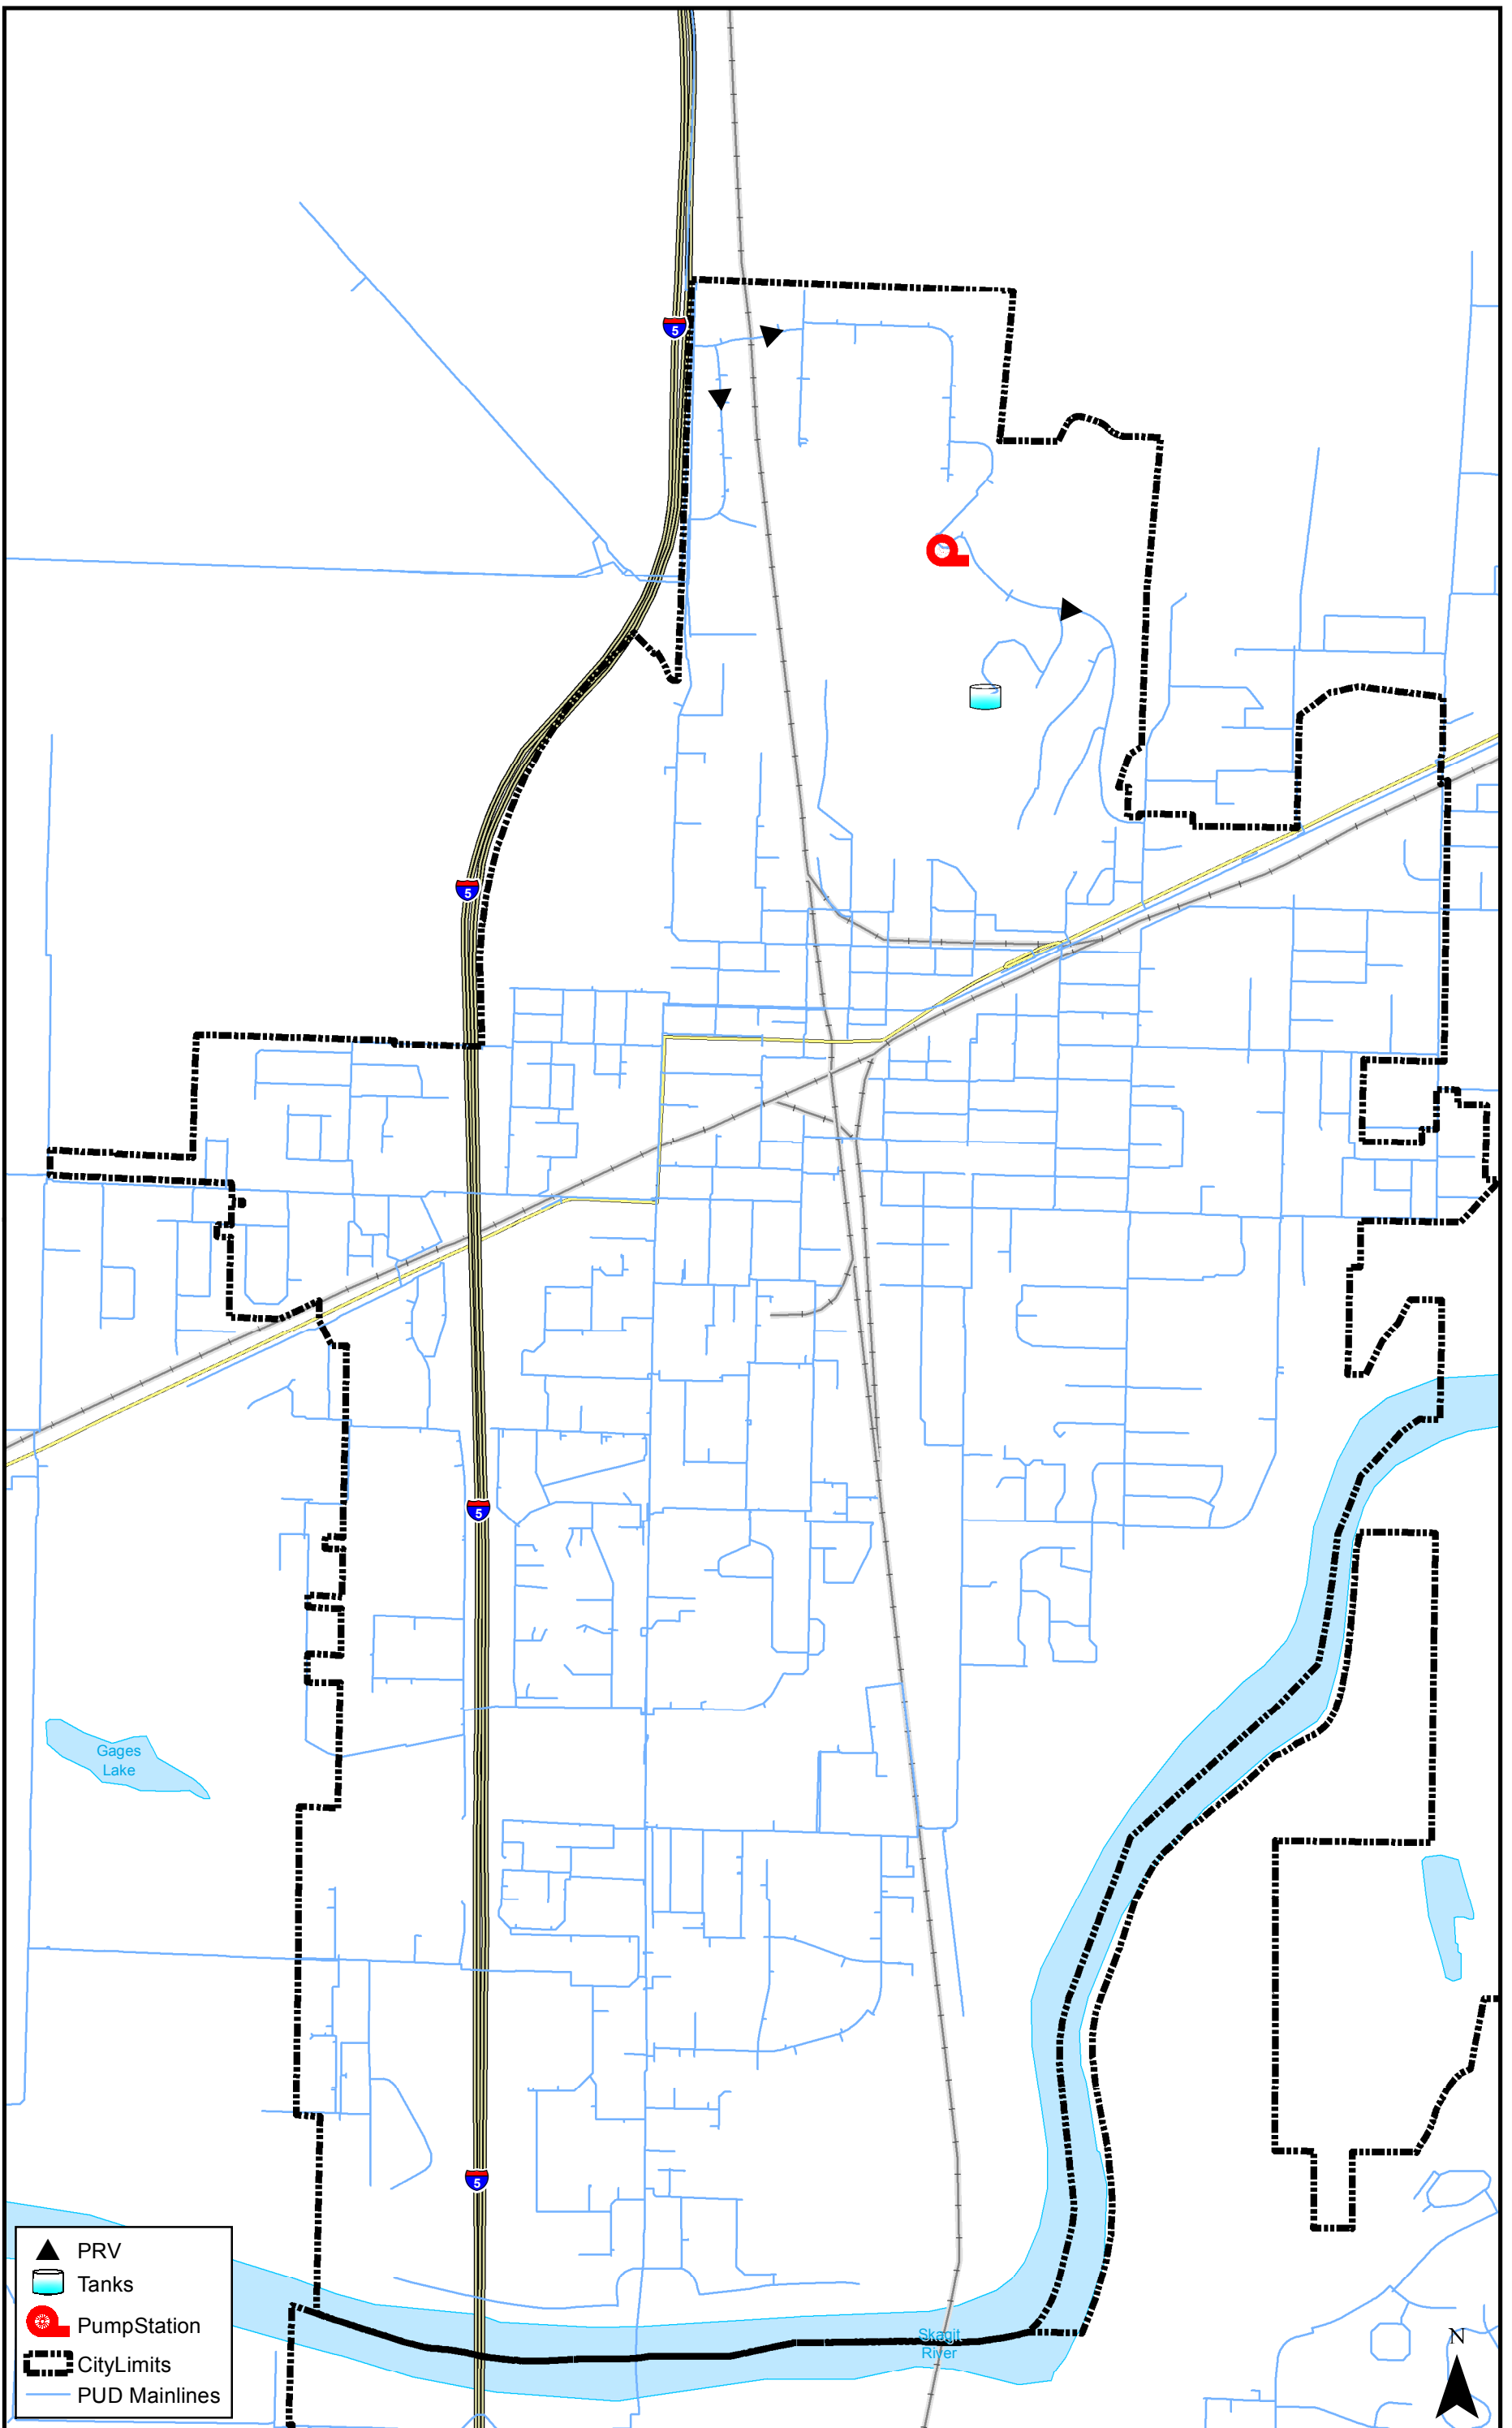 5
5
5
Gages
Lake
5
PRV
Tanks
PumpStation
CityLimits
PUD Mainlines
Skagit
River
N